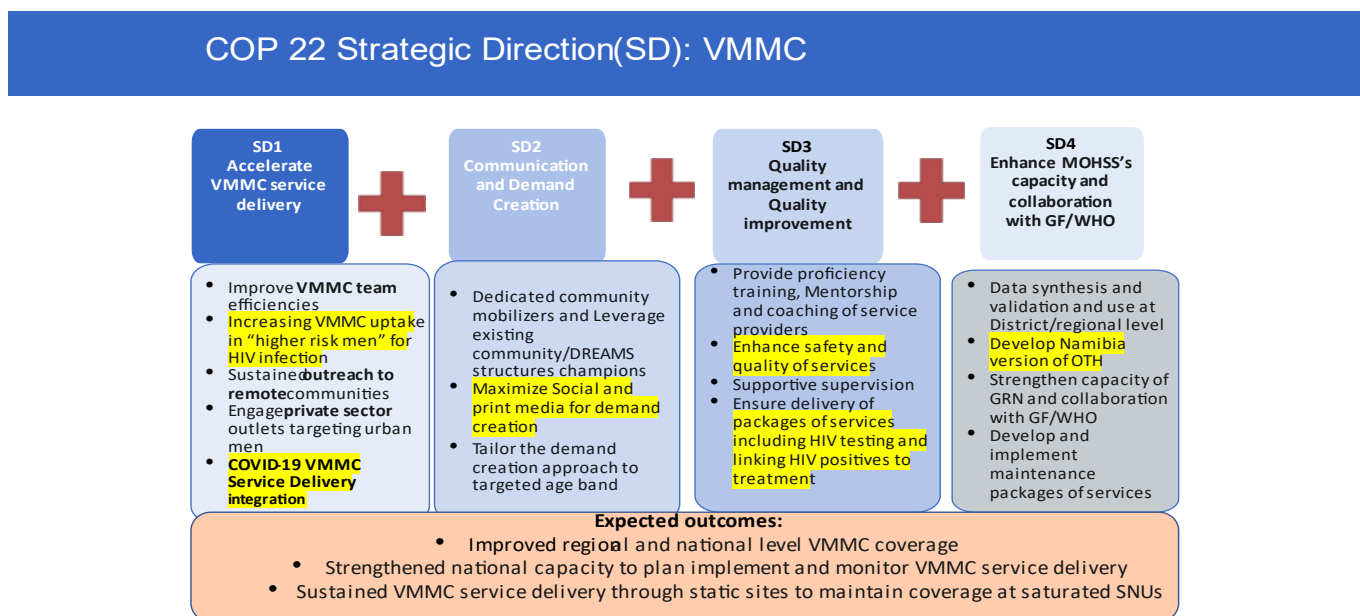 COP 22 Strategic Direction(SD): VMMC
SD1
Accelerate
VMMC service
delivery
SD2
Communication
and Demand
Creation
SD3
Quality
management and
Quality
improvement
SD4
Enhance MOHSS’s
capacity and
collaboration
with GF/WHO
• Improve VMMC team
efficiencies
• Increasing VMMC uptake
in “higher risk men” for
HIV infection
• Sustained outreach to
remote communities
• Engage private sector
outlets targeting urban
men
• COVID-19 VMMC
Service Delivery
integration
• Dedicated community
mobilizers and Leverage
existing
community/DREAMS
structures champions
• Maximize Social and
print media for demand
creation
• Tailor the demand
creation approach to
targeted age band
• Provide proficiency
training, Mentorship
and coaching of service
providers
• Enhance safety and
quality of services
• Supportive supervision
• Ensure delivery of
packages of services
including HIV testing and
linking HIV positives to
treatment
• Data synthesis and
validation and use at
District/regional level
• Develop Namibia
version of OTH
• Strengthen capacity of
GRN and collaboration
with GF/WHO
• Develop and
implement
maintenance
packages of services
Expected outcomes:
• Improved regional and national level VMMC coverage
• Strengthened national capacity to plan implement and monitor VMMC service delivery
• Sustained VMMC service delivery through static sites to maintain coverage at saturated SNUs